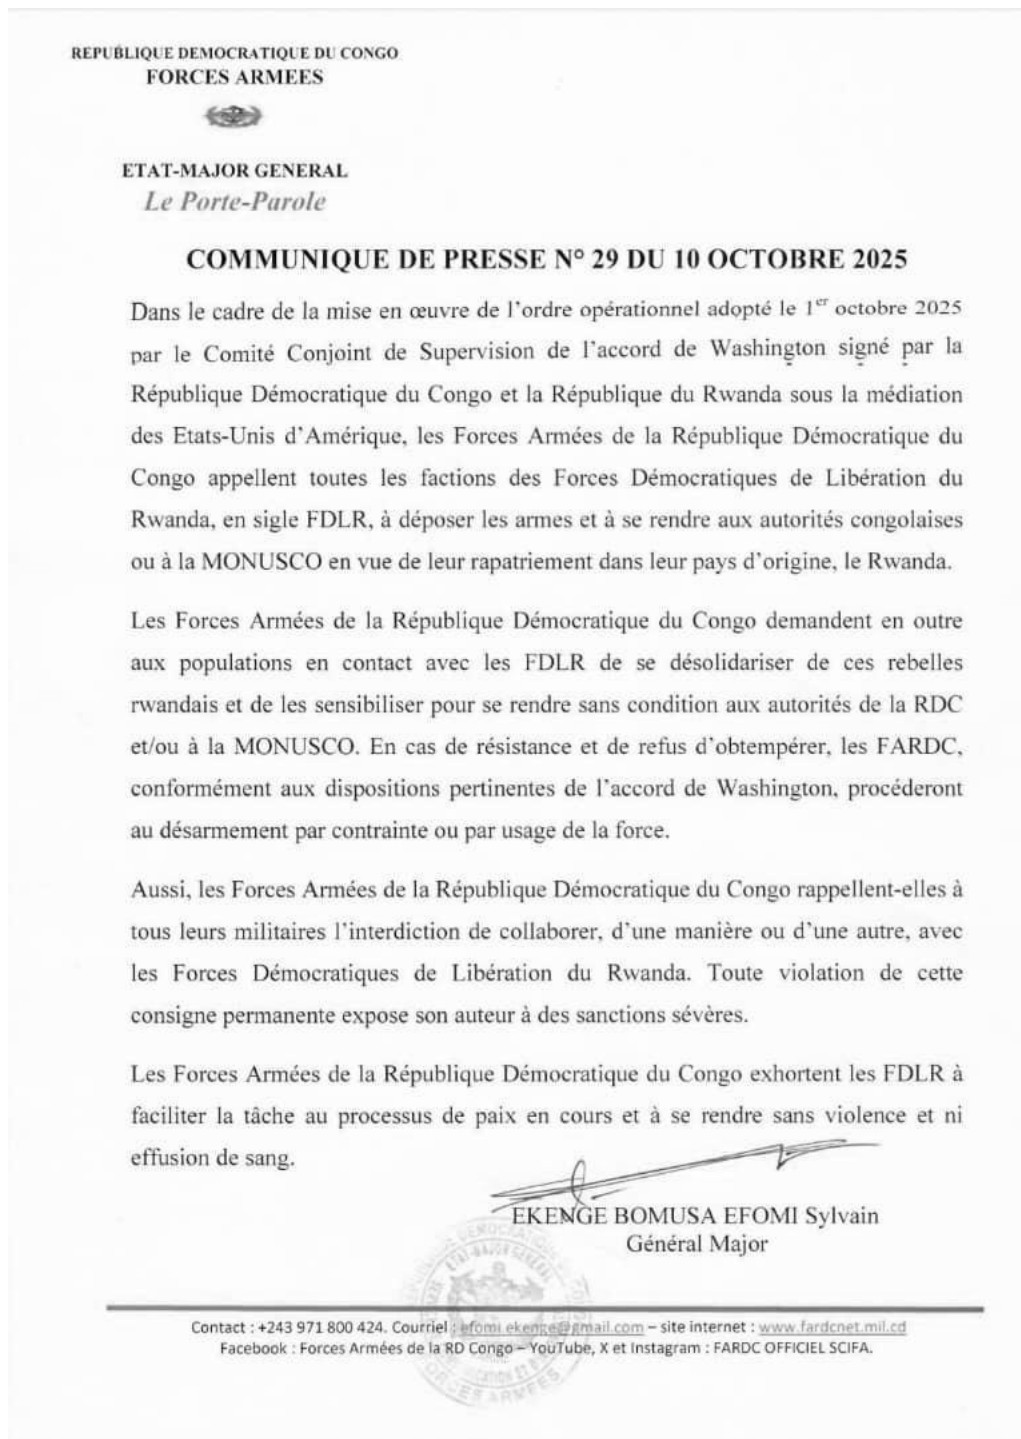 REPUBLIQUE DEMOCRATIQUE DU CONGO
FORCES ARMEES
ETAT-MAJOR GENERAL
Le Porte-Parole
COMMUNIQUE DE PRESSE N° 29 DU 10 OCTOBRE 2025
Dans le cadre de la mise en œuvre de l'ordre opérationnel adopté le 1er octobre 2025
par le Comité Conjoint de Supervision de l'accord de Washington signé par la
République Démocratique du Congo et la République du Rwanda sous la médiation
des Etats-Unis d'Amérique, les Forces Armées de la République Démocratique du
Congo appellent toutes les factions des Forces Démocratiques de Libération du
Rwanda, en sigle FDLR, à déposer les armes et à se rendre aux autorités congolaises
ou à la MONUSCO en vue de leur rapatriement dans leur pays d'origine, le Rwanda.
Les Forces Armées de la République Démocratique du Congo demandent en outre
aux populations en contact avec les FDLR de se désolidariser de ces rebelles
rwandais et de les sensibiliser pour se rendre sans condition aux autorités de la RDC
et/ou à la MONUSCO. En cas de résistance et de refus d'obtempérer, les FARDC,
conformément aux dispositions pertinentes de l'accord de Washington, procéderont
au désarmement par contrainte ou par usage de la force.
Aussi, les Forces Armées de la République Démocratique du Congo rappellent-elles à
tous leurs militaires l'interdiction de collaborer, d'une manière ou d'une autre, avec
les Forces Démocratiques de Libération du Rwanda. Toute violation de cette
consigne permanente expose son auteur à des sanctions sévères.
Les Forces Armées de la République Démocratique du Congo exhortent les FDLR à
faciliter la tâche au processus de paix en cours et à se rendre sans violence et ni
effusion de sang.
EKENGE BOMUSA EFOMI Sylvain
Général Major
ETAT-MAJOR GENERAL
FORCES ARMEES
Contact : +243 971 800 424. Courriel : efomi.ekenge@gmail.com – site internet : www.fardcnet.mil.cd
Facebook : Forces Armées de la RD Congo – YouTube, X et Instagram : FARDC OFFICIEL SCIFA.